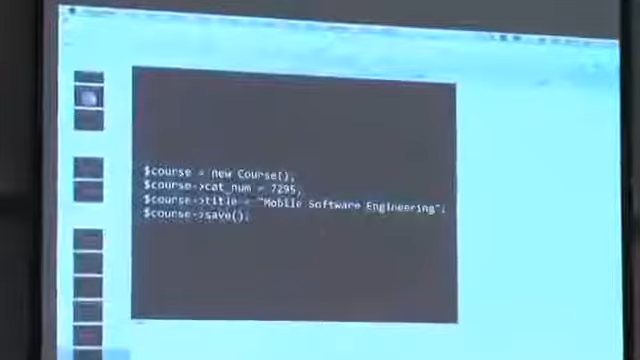 $course = new Course();
$course->cat_num = 7295;
$course->title = "Mobile Software Engineering";
$course->save();